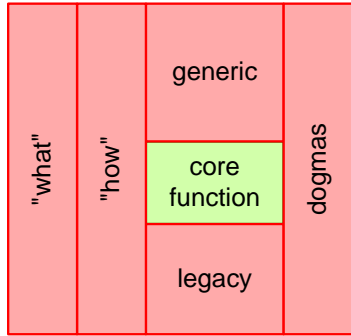 "what"
"how"
generic
core
function
legacy
dogmas